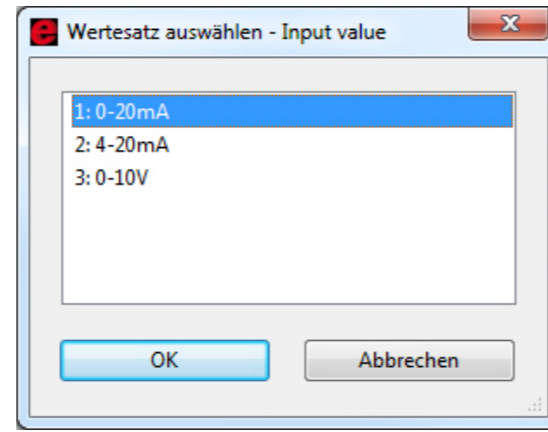 Wertesatz auswählen - Input value
1: 0-20mA
2: 4-20mA
3: 0-10V
OK
Abbrechen